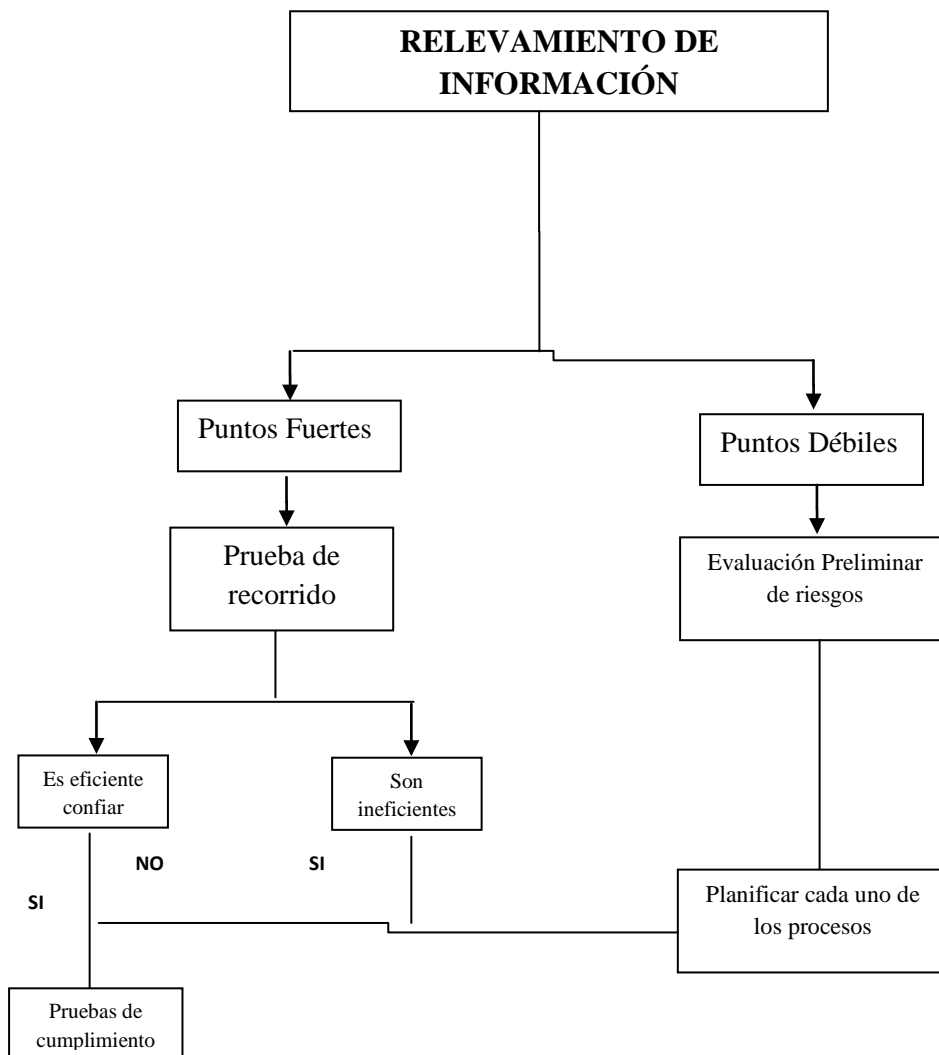 RELEVAMIENTO DE
INFORMACIÓN
Puntos Fuertes
Puntos Débiles
Prueba de
recorrido
Evaluación Preliminar
de riesgos
Es eficiente
confiar
Son
ineficientes
NO
SI
SI
Planificar cada uno de
los procesos
Pruebas de
cumplimiento